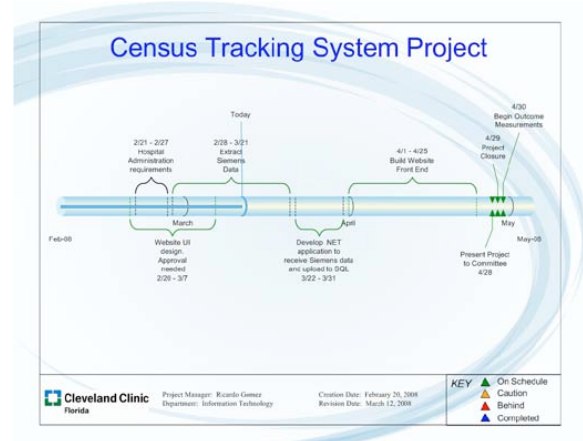 Census Tracking System Project
Today
2/21 - 2/27
Hospital
Administration
requirements
2/28 - 3/21
Extract
Siemens
Data
4/1 - 4/25
Build Website
Front End
4/29
Project
Closure
4/30
Begin Outcome
Measurements
Feb-08
March
April
May
May-08
Website UI
design.
Approval
needed
2/20 - 3/7
Develop .NET
application to
receive Siemens data
and upload to SQL
3/22 - 3/31
Present Project
to Committee
4/28
Cleveland Clinic
Florida
Project Manager: Ricardo Gomez
Department: Information Technology
Creation Date: February 20, 2008
Revision Date: March 12, 2008
KEY
On Schedule
Caution
Behind
Completed